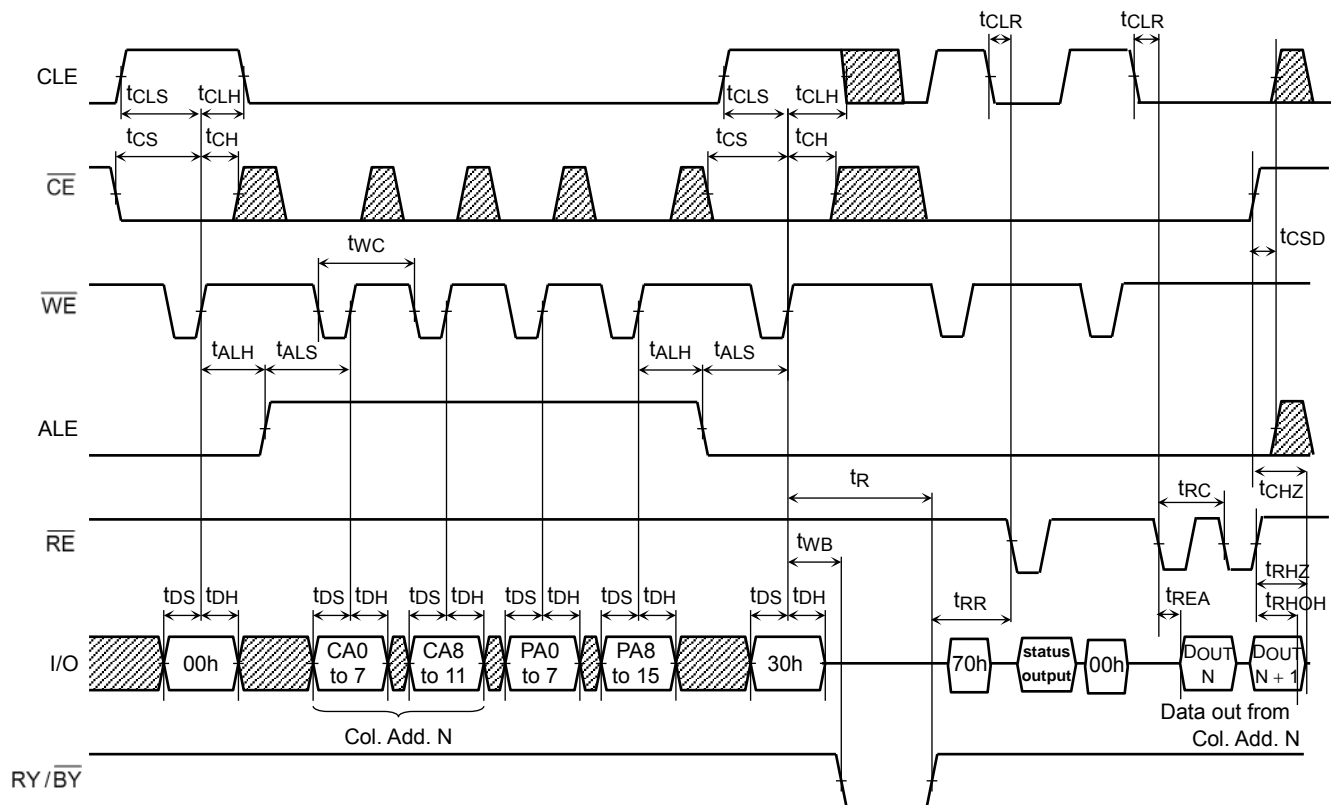 tCLR tCLR
CLE
tCLS tCLH tCLS tCLH
tCS tCH tCS tCH
CE
tWC tCSD
WE
tALH tALS tALH tALS
ALE
tR tRC tCHZ
RE
tWB tRHZ
tDS tDH tDS tDH tDS tDH tDS tDH tDS tDH tDS tDH tRR tREA tRHOH
I/O
00h
CA0
to 7
CA8
to 11
PA0
to 7
PA8
to 15
30h
70h
status
output
00h
DOUT
N
DOUT
N + 1
Col. Add. N
Data out from
Col. Add. N
RY/BY